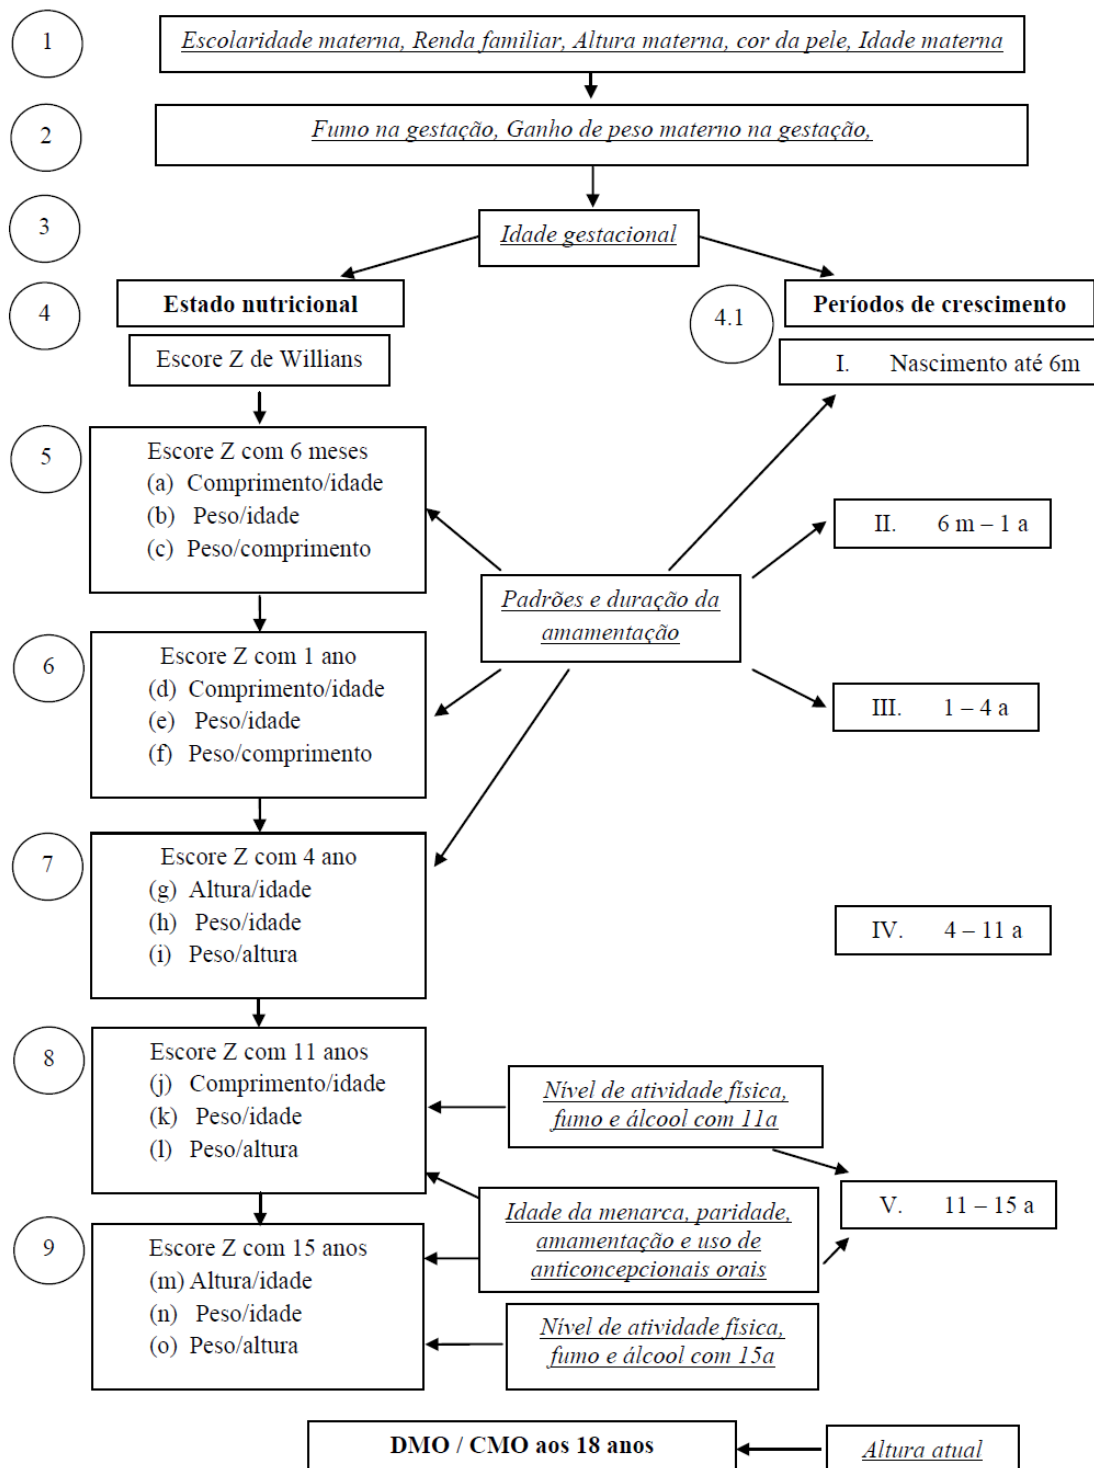 1
Escolaridade materna, Renda familiar, Altura materna, cor da pele, Idade materna
2
Fumo na gestação, Ganho de peso materno na gestação,
3
Idade gestacional
4
Estado nutricional
4.1
Períodos de crescimento
Escore Z de Willians
I. Nascimento até 6m
5
Escore Z com 6 meses
(a) Comprimento/idade
(b) Peso/idade
(c) Peso/comprimento
II. 6 m – 1 a
Padrões e duração da
amamentação
6
Escore Z com 1 ano
(d) Comprimento/idade
(e) Peso/idade
(f) Peso/comprimento
III. 1 – 4 a
7
Escore Z com 4 ano
(g) Altura/idade
(h) Peso/idade
(i) Peso/altura
IV. 4 – 11 a
8
Escore Z com 11 anos
(j) Comprimento/idade
(k) Peso/idade
(l) Peso/altura
Nível de atividade física,
fumo e álcool com 11a
V. 11 – 15 a
Idade da menarca, paridade,
amamentação e uso de
anticoncepcionais orais
9
Escore Z com 15 anos
(m) Altura/idade
(n) Peso/idade
(o) Peso/altura
Nível de atividade física,
fumo e álcool com 15a
DMO / CMO aos 18 anos
Altura atual